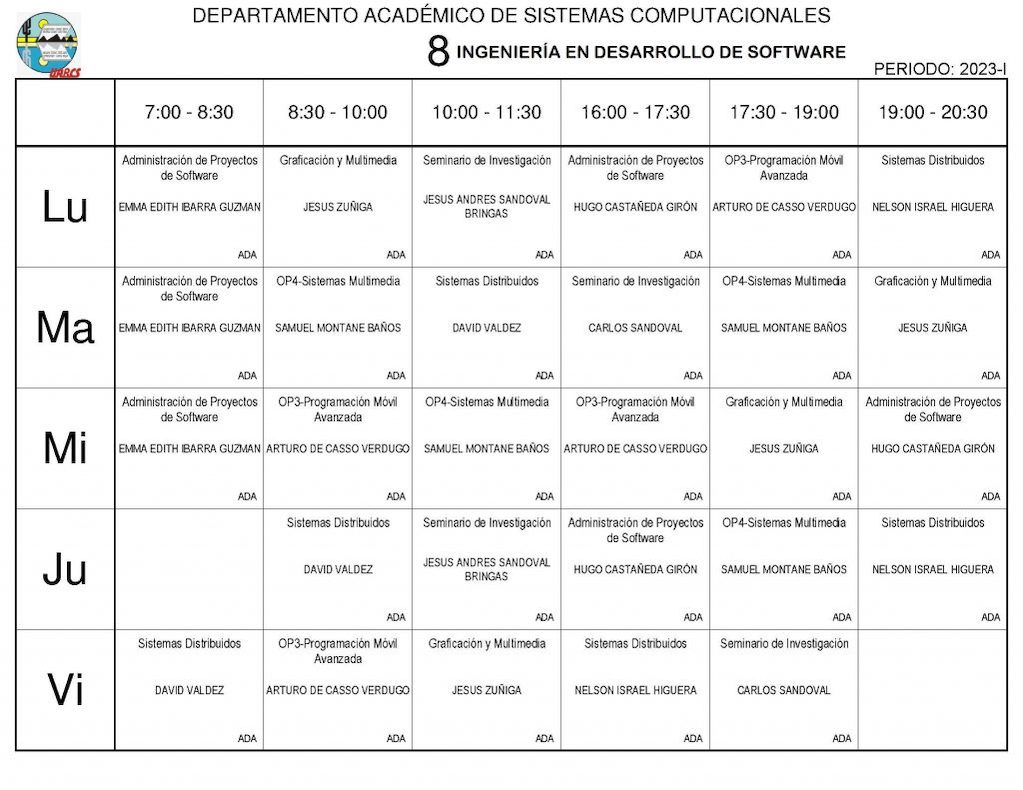 DEPARTAMENTO ACADÉMICO DE SISTEMAS COMPUTACIONALES
8 INGENIERÍA EN DESARROLLO DE SOFTWARE
UABCS
PERIODO: 2023-I
7:00 - 8:30
8:30 - 10:00
10:00 - 11:30
16:00 - 17:30
17:30 - 19:00
19:00 - 20:30
Lu
Administración de Proyectos
de Software
EMMA EDITH IBARRA GUZMAN
ADA
Graficación y Multimedia
JESUS ZUÑIGA
ADA
Seminario de Investigación
JESUS ANDRES SANDOVAL
BRINGAS
ADA
Administración de Proyectos
de Software
HUGO CASTAÑEDA GIRÓN
ADA
OP3-Programación Móvil
Avanzada
ARTURO DE CASSO VERDUGO
ADA
Sistemas Distribuidos
NELSON ISRAEL HIGUERA
ADA
Ma
Administración de Proyectos
de Software
EMMA EDITH IBARRA GUZMAN
ADA
OP4-Sistemas Multimedia
SAMUEL MONTANE BAÑOS
ADA
Sistemas Distribuidos
DAVID VALDEZ
ADA
Seminario de Investigación
CARLOS SANDOVAL
ADA
OP4-Sistemas Multimedia
SAMUEL MONTANE BAÑOS
ADA
Graficación y Multimedia
JESUS ZUÑIGA
ADA
Mi
Administración de Proyectos
de Software
EMMA EDITH IBARRA GUZMAN
ADA
OP3-Programación Móvil
Avanzada
ARTURO DE CASSO VERDUGO
ADA
OP4-Sistemas Multimedia
SAMUEL MONTANE BAÑOS
ADA
OP3-Programación Móvil
Avanzada
ARTURO DE CASSO VERDUGO
ADA
Graficación y Multimedia
JESUS ZUÑIGA
ADA
Administración de Proyectos
de Software
HUGO CASTAÑEDA GIRÓN
ADA
Ju
Sistemas Distribuidos
DAVID VALDEZ
ADA
Seminario de Investigación
JESUS ANDRES SANDOVAL
BRINGAS
ADA
Administración de Proyectos
de Software
HUGO CASTAÑEDA GIRÓN
ADA
OP4-Sistemas Multimedia
SAMUEL MONTANE BAÑOS
ADA
Sistemas Distribuidos
NELSON ISRAEL HIGUERA
ADA
Vi
Sistemas Distribuidos
DAVID VALDEZ
ADA
OP3-Programación Móvil
Avanzada
ARTURO DE CASSO VERDUGO
ADA
Graficación y Multimedia
JESUS ZUÑIGA
ADA
Sistemas Distribuidos
NELSON ISRAEL HIGUERA
ADA
Seminario de Investigación
CARLOS SANDOVAL
ADA